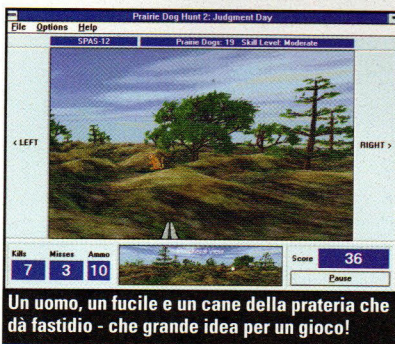 Prairie Dog Hunt 2: Judgment Day
File Options Help
SPAS-12 Prairie Dogs: 19 Skill Level: Moderate
< LEFT
RIGHT >
Kills Misses Ammo
7 3 10
Score 36
Pause
Un uomo, un fucile e un cane della prateria che
dà fastidio - che grande idea per un gioco!